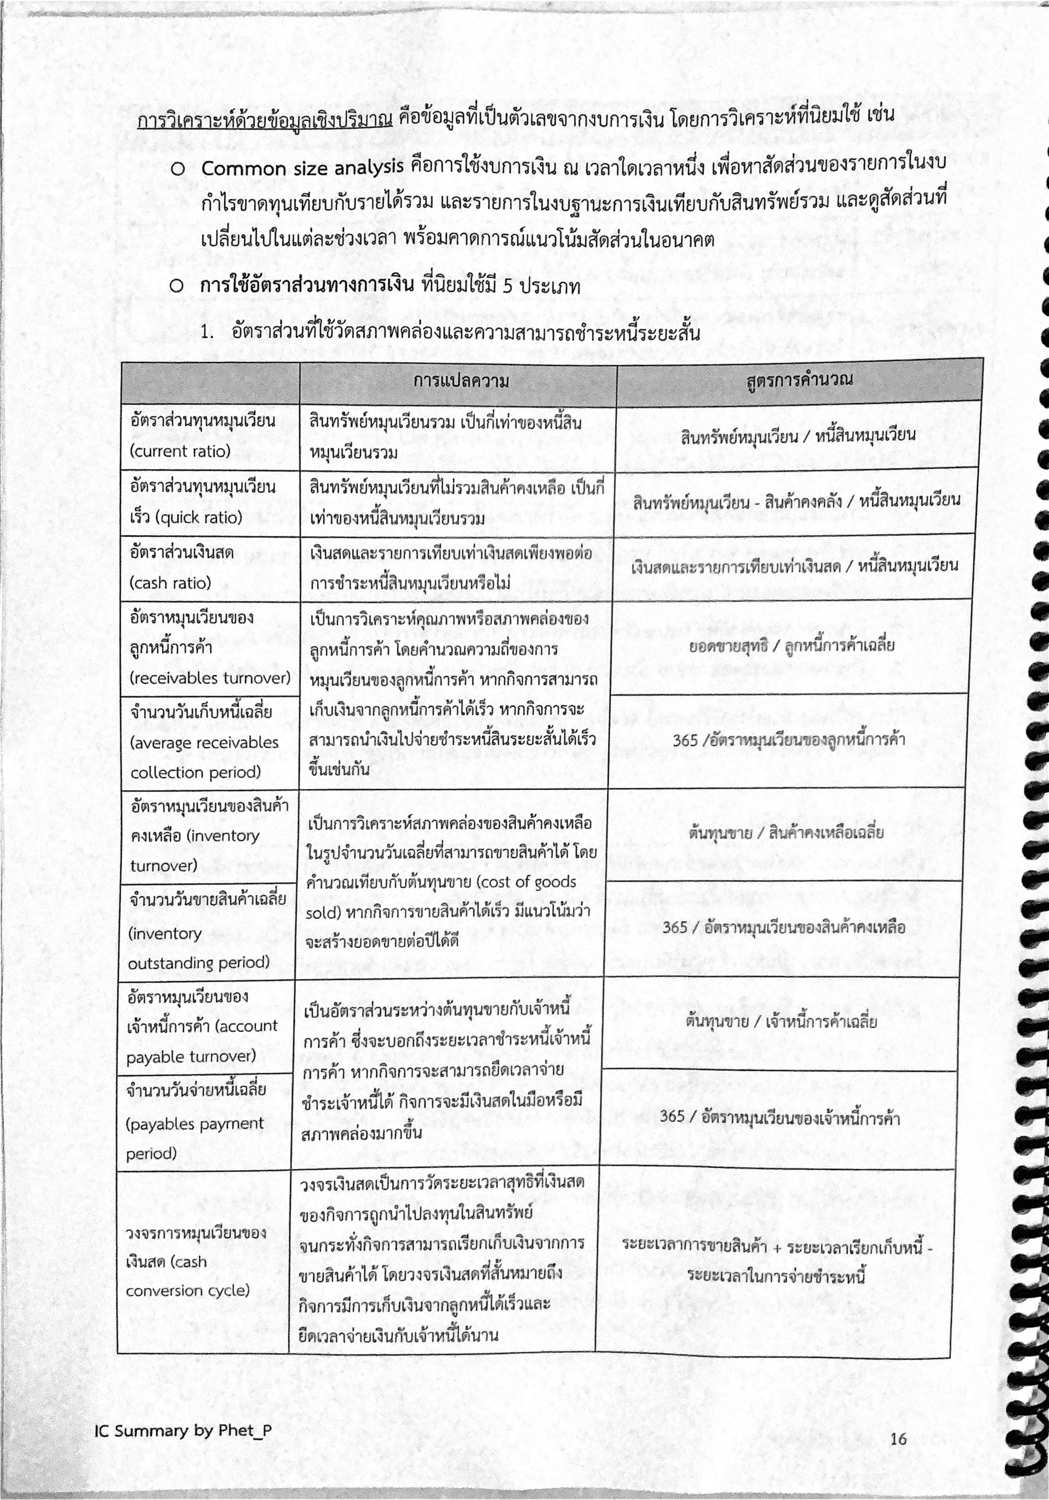 การวิเคราะห์ด้วยข้อมูลเชิงปริมาณ คือข้อมูลที่เป็นตัวเลขจากงบการเงิน โดยการวิเคราะห์ที่นิยมใช้ เช่น
O Common size analysis คือการใช้งบการเงิน ณ เวลาใดเวลาหนึ่ง เพื่อหาสัดส่วนของรายการในงบ
กำไรขาดทุนเทียบกับรายได้รวม และรายการในงบฐานะการเงินเทียบกับสินทรัพย์รวม และดูสัดส่วนที่
เปลี่ยนไปในแต่ละช่วงเวลา พร้อมคาดการณ์แนวโน้มสัดส่วนในอนาคต
O การใช้อัตราส่วนทางการเงิน ที่นิยมใช้มี 5 ประเภท
1. อัตราส่วนที่ใช้วัดสภาพคล่องและความสามารถชำระหนี้ระยะสั้น
การแปลความ
สูตรการคำนวณ
อัตราส่วนทุนหมุนเวียน
(current ratio)
สินทรัพย์หมุนเวียนรวม เป็นกี่เท่าของหนี้สิน
หมุนเวียนรวม
สินทรัพย์หมุนเวียน / หนี้สินหมุนเวียน
อัตราส่วนทุนหมุนเวียน
เร็ว (quick ratio)
สินทรัพย์หมุนเวียนที่ไม่รวมสินค้าคงเหลือ เป็นกี่
เท่าของหนี้สินหมุนเวียนรวม
สินทรัพย์หมุนเวียน - สินค้าคงคลัง / หนี้สินหมุนเวียน
อัตราส่วนเงินสด
(cash ratio)
เงินสดและรายการเทียบเท่าเงินสดเพียงพอต่อ
การชำระหนี้สินหมุนเวียนหรือไม่
เงินสดและรายการเทียบเท่าเงินสด / หนี้สินหมุนเวียน
อัตราหมุนเวียนของ
ลูกหนี้การค้า
(receivables turnover)
เป็นการวิเคราะห์คุณภาพหรือสภาพคล่องของ
ลูกหนี้การค้า โดยคำนวณความถี่ของการ
หมุนเวียนของลูกหนี้การค้า หากกิจการสามารถ
เก็บเงินจากลูกหนี้การค้าได้เร็ว หากกิจการจะ
สามารถนำเงินไปจ่ายชำระหนี้สินระยะสั้นได้เร็ว
ขึ้นเช่นกัน
ยอดขายสุทธิ / ลูกหนี้การค้าเฉลี่ย
จำนวนวันเก็บหนี้เฉลี่ย
(average receivables
collection period)
365 /อัตราหมุนเวียนของลูกหนี้การค้า
อัตราหมุนเวียนของสินค้า
คงเหลือ (inventory
turnover)
เป็นการวิเคราะห์สภาพคล่องของสินค้าคงเหลือ
ในรูปจำนวนวันเฉลี่ยที่สามารถขายสินค้าได้ โดย
คำนวณเทียบกับต้นทุนขาย (cost of goods
sold) หากกิจการขายสินค้าได้เร็ว มีแนวโน้มว่า
จะสร้างยอดขายต่อปีได้ดี
ต้นทุนขาย / สินค้าคงเหลือเฉลี่ย
จำนวนวันขายสินค้าเฉลี่ย
(inventory
outstanding period)
365 / อัตราหมุนเวียนของสินค้าคงเหลือ
อัตราหมุนเวียนของ
เจ้าหนี้การค้า (account
payable turnover)
เป็นอัตราส่วนระหว่างต้นทุนขายกับเจ้าหนี้
การค้า ซึ่งจะบอกถึงระยะเวลาชำระหนี้เจ้าหนี้
การค้า หากกิจการจะสามารถยืดเวลาจ่าย
ชำระเจ้าหนี้ได้ กิจการจะมีเงินสดในมือหรือมี
สภาพคล่องมากขึ้น
ต้นทุนขาย / เจ้าหนี้การค้าเฉลี่ย
จำนวนวันจ่ายหนี้เฉลี่ย
(payables payment
period)
365 / อัตราหมุนเวียนของเจ้าหนี้การค้า
วงจรการหมุนเวียนของ
เงินสด (cash
conversion cycle)
วงจรเงินสดเป็นการวัดระยะเวลาสุทธิที่เงินสด
ของกิจการถูกนำไปลงทุนในสินทรัพย์
จนกระทั่งกิจการสามารถเรียกเก็บเงินจากการ
ขายสินค้าได้ โดยวงจรเงินสดที่สั้นหมายถึง
กิจการมีการเก็บเงินจากลูกหนี้ได้เร็วและ
ยืดเวลาจ่ายเงินกับเจ้าหนี้ได้นาน
ระยะเวลาการขายสินค้า + ระยะเวลาเรียกเก็บหนี้ -
ระยะเวลาในการจ่ายชำระหนี้
IC Summary by Phet_P
16